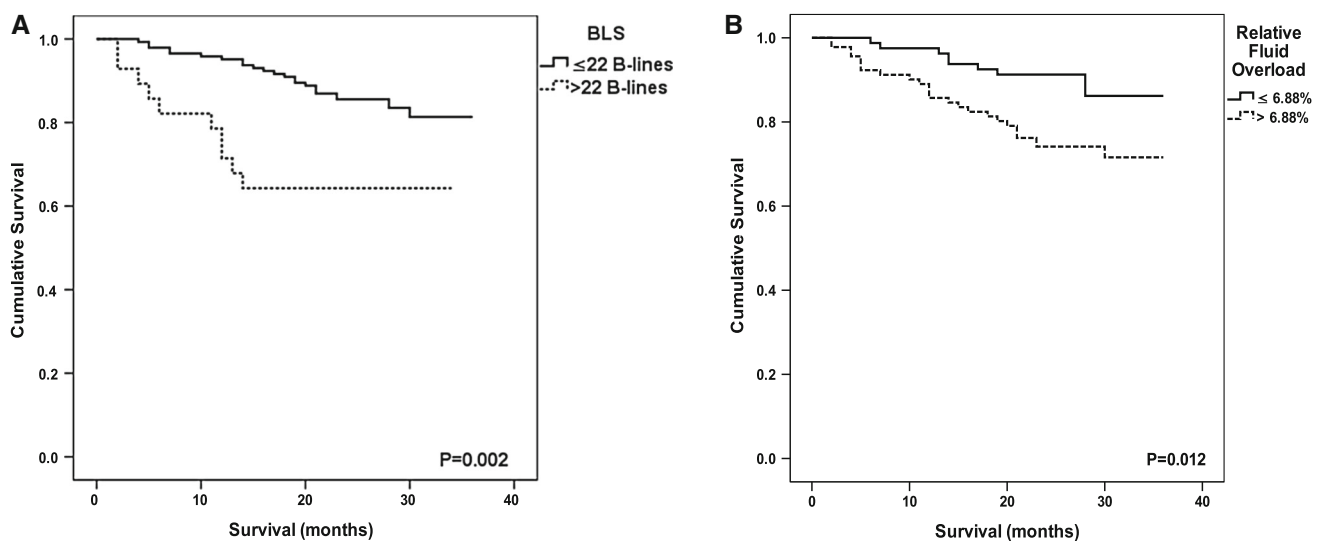 A
BLS
≤22 B-lines
>22 B-lines
1.0
0.8
0.6
0.4
0.2
0.0
Cumulative Survival
P=0.002
0 10 20 30 40
Survival (months)
B
Relative
Fluid
Overload
≤ 6.88%
> 6.88%
1.0
0.8
0.6
0.4
0.2
0.0
Cumulative Survival
P=0.012
0 10 20 30 40
Survival (months)